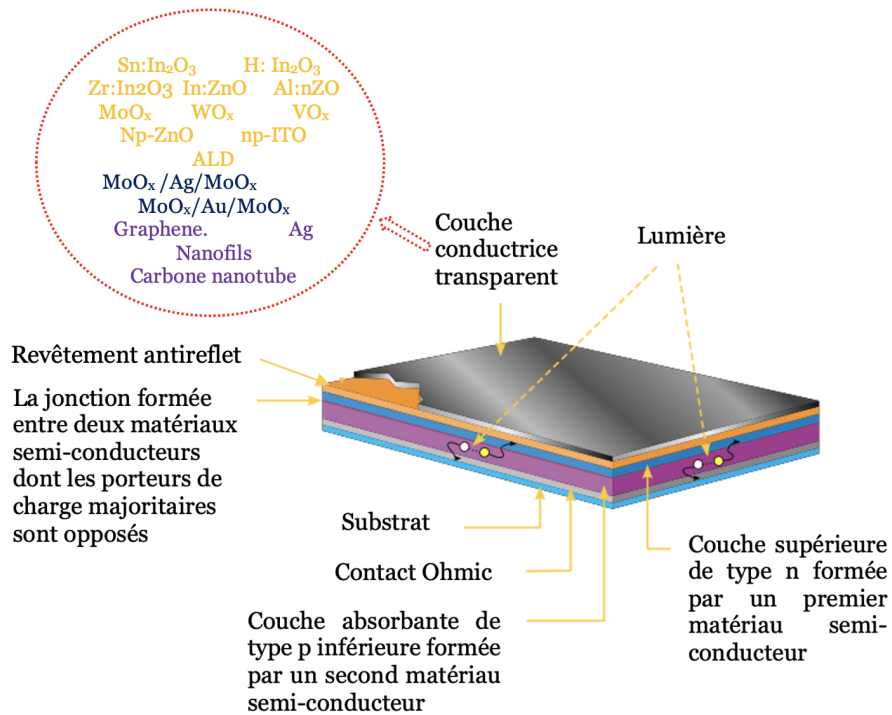 Sn:In₂O₃ H: In₂O₃
Zr:In2O3 In:ZnO Al:nZO
MoOₓ WOₓ VOₓ
Np-ZnO np-ITO
ALD
MoOₓ /Ag/MoOₓ
MoOₓ/Au/MoOₓ
Graphene. Ag
Nanofils
Carbone nanotube
Couche
conductrice
transparent
Lumière
Revêtement antireflet
La jonction formée
entre deux matériaux
semi-conducteurs
dont les porteurs de
charge majoritaires
sont opposés
Substrat
Contact Ohmic
Couche absorbante de
type p inférieure formée
par un second matériau
semi-conducteur
Couche supérieure
de type n formée
par un premier
matériau semi-
conducteur